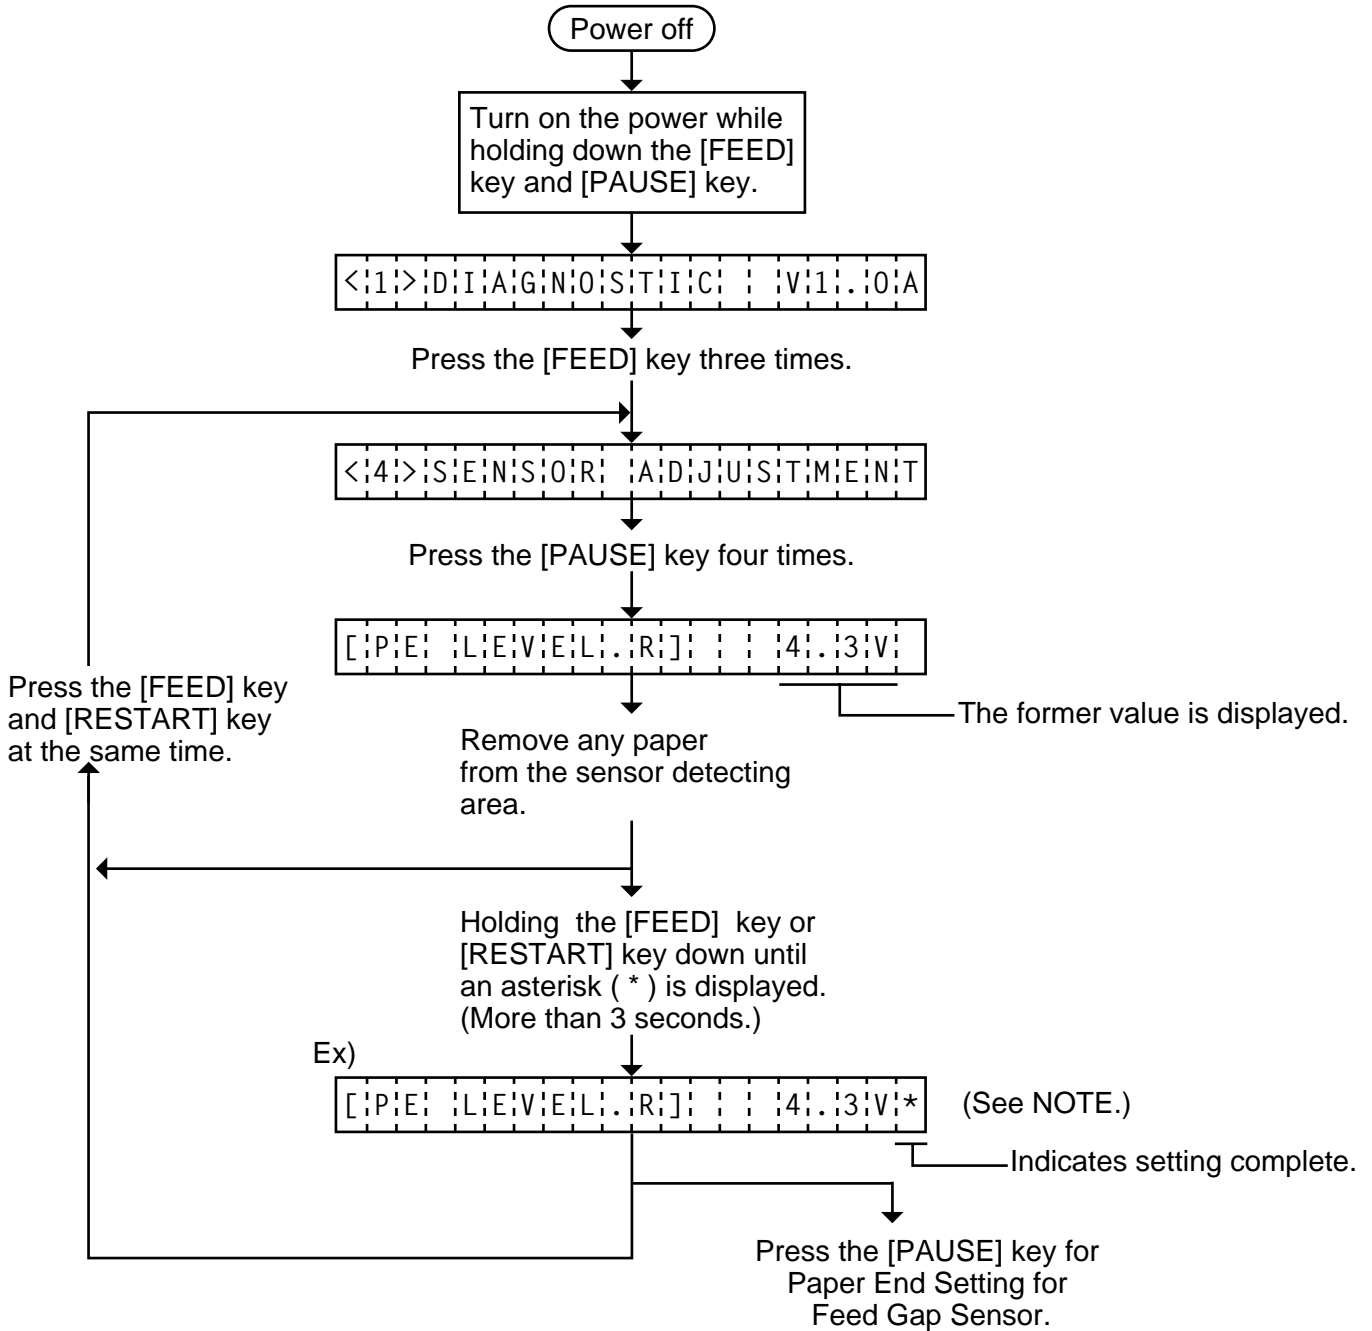 Power off
Turn on the power while
holding down the [FEED]
key and [PAUSE] key.
<1>DIAGNOSTIC  V1.0A
Press the [FEED] key three times.
<4>SENSOR ADJUSTMENT
Press the [PAUSE] key four times.
[PE LEVEL.R]   4.3V
The former value is displayed.
Press the [FEED] key
and [RESTART] key
at the same time.
Remove any paper
from the sensor detecting
area.
Holding  the [FEED]  key or
[RESTART] key down until
an asterisk ( * ) is displayed.
(More than 3 seconds.)
Ex)
[PE LEVEL.R]   4.3V*
(See NOTE.)
Indicates setting complete.
Press the [PAUSE] key for
Paper End Setting for
Feed Gap Sensor.